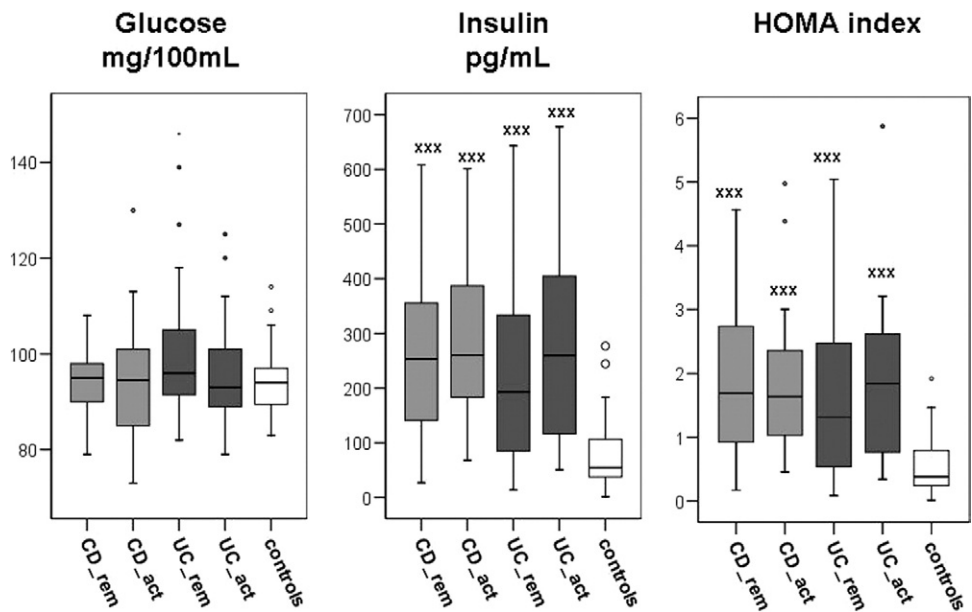 Glucose
mg/100mL
140
120
100
80
CD_rem
CD_act
UC_rem
UC_act
controls
Insulin
pg/mL
700
600
500
400
300
200
100
0
xxx
xxx
xxx
xxx
CD_rem
CD_act
UC_rem
UC_act
controls
HOMA index
6
5
4
3
2
1
0
xxx
xxx
xxx
xxx
CD_rem
CD_act
UC_rem
UC_act
controls